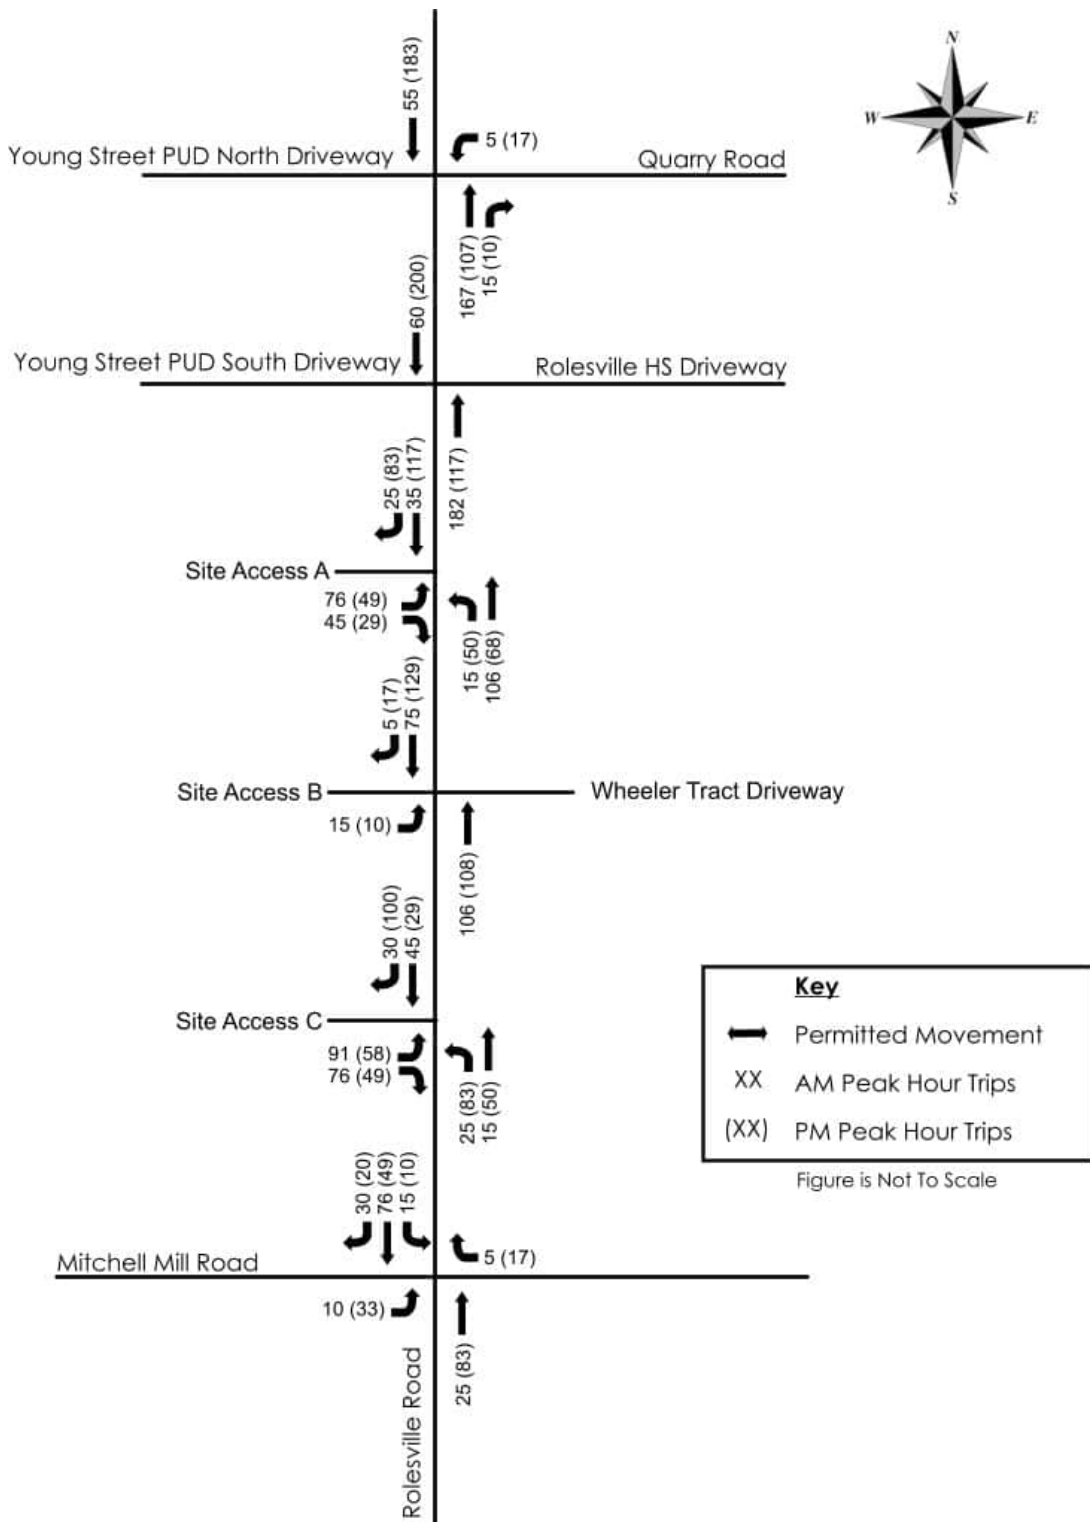 N
W
E
S
55 (183)
5 (17)
Young Street PUD North Driveway
Quarry Road
167 (107)
15 (10)
60 (200)
Young Street PUD South Driveway
Rolesville HS Driveway
25 (83)
35 (117)
182 (117)
Site Access A
76 (49)
45 (29)
15 (50)
106 (68)
5 (17)
75 (129)
Site Access B
Wheeler Tract Driveway
15 (10)
106 (108)
30 (100)
45 (29)
Site Access C
91 (58)
76 (49)
25 (83)
15 (50)
Key
Permitted Movement
XX AM Peak Hour Trips
(XX) PM Peak Hour Trips
Figure is Not To Scale
30 (20)
76 (49)
15 (10)
Mitchell Mill Road
5 (17)
10 (33)
25 (83)
Rolesville Road